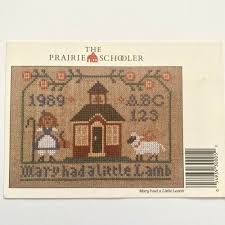 THE
PRAIRIE SCHOOLER
1989 ABC
123
Mary had a little Lamb
Mary had a Little Lamb